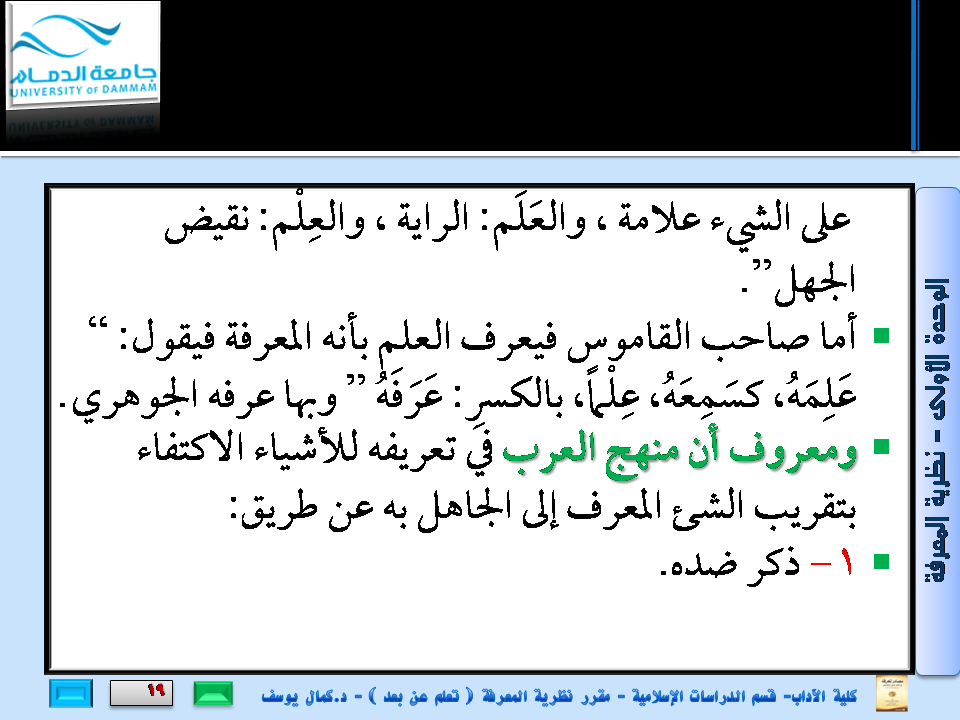 جامعة الدمام
UNIVERSITY OF DAMMAM
على الشيء علامة ، والعَلَم: الراية ، والعِلْم: نقيض
الجهل”.
أما صاحب القاموس فيعرف العلم بأنه المعرفة فيقول: “
عَلِمَهُ، كسَمِعَهُ، عِلْماً، بالكسرِ: عَرَفَهُ ” وبها عرفه الجوهري.
ومعروف أن منهج العرب في تعريفه للأشياء الاكتفاء
بتقريب الشئ المعرف إلى الجاهل به عن طريق:
١– ذكر ضده.
الوحدة الأولى – نظرية المعرفة
كلية الآداب- قسم الدراسات الإسلامية - مقرر نظرية المعرفة ( تعلم عن بعد ) - د.كمال يوسف
١٩